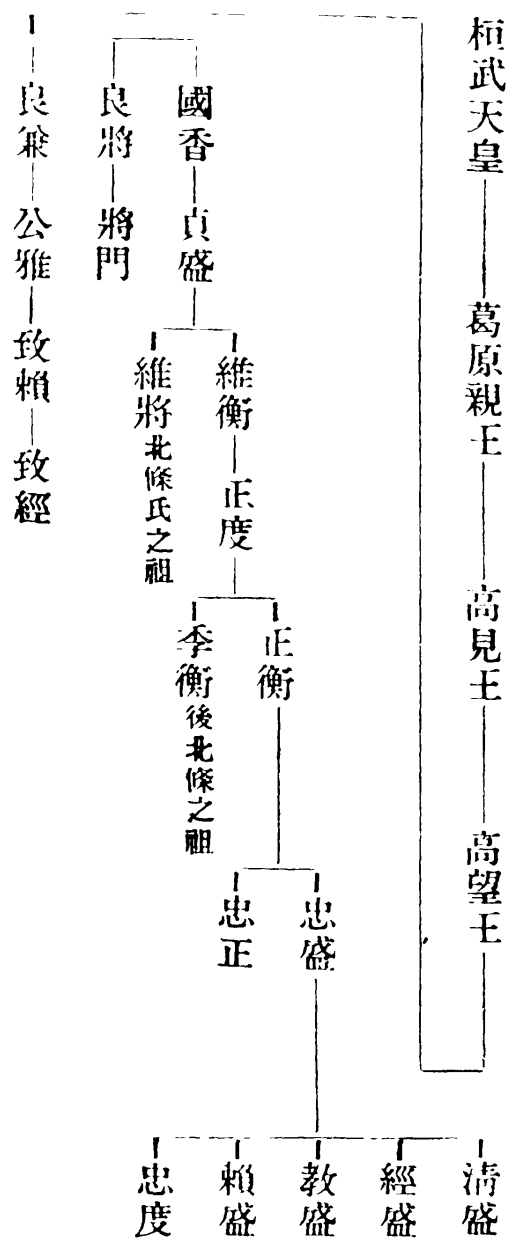 桓武天皇
葛原親王
高見王
高望王
國香
貞盛
維衡
正度
正衡
忠盛
清盛
經盛
教盛
賴盛
忠度
忠正
季衡 後北條之祖
維將 北條氏之祖
良將
將門
良兼
公雅
致賴
致經